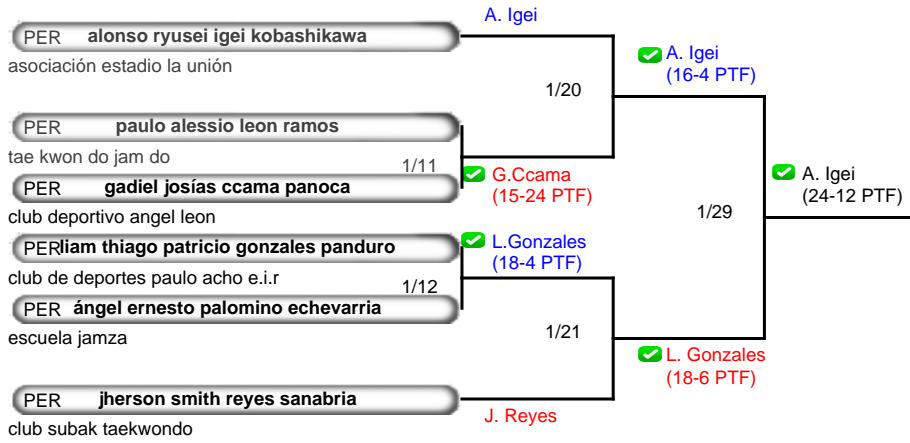 A. Igei
PER alonso ryusei igei kobashikawa
asociación estadio la unión
A. Igei
(16-4 PTF)
1/20
PER paulo alessio leon ramos
tae kwon do jam do
1/11
G.Ccama
(15-24 PTF)
PER gadiel josías ccama panoca
club deportivo angel leon
A. Igei
(24-12 PTF)
1/29
PER liam thiago patricio gonzales panduro
club de deportes paulo acho e.i.r
L.Gonzales
(18-4 PTF)
1/12
PER ángel ernesto palomino echevarria
escuela jamza
1/21
L. Gonzales
(18-6 PTF)
PER jherson smith reyes sanabria
club subak taekwondo
J. Reyes